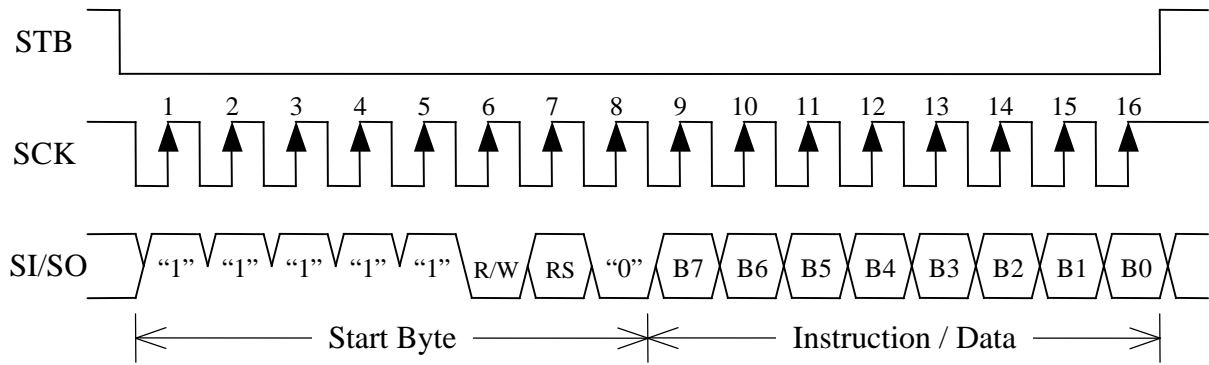 STB
1 2 3 4 5 6 7 8 9 10 11 12 13 14 15 16
SCK
SI/SO “1” “1” “1” “1” “1” R/W RS “0” B7 B6 B5 B4 B3 B2 B1 B0
Start Byte Instruction / Data